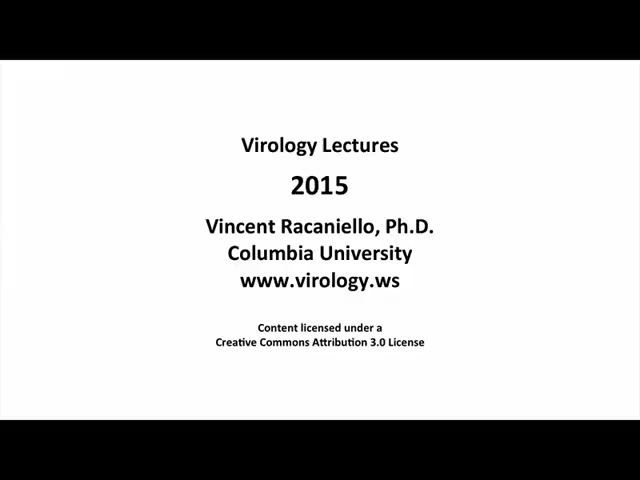 Virology Lectures
2015
Vincent Racaniello, Ph.D.
Columbia University
www.virology.ws
Content licensed under a
Creative Commons Attribution 3.0 License